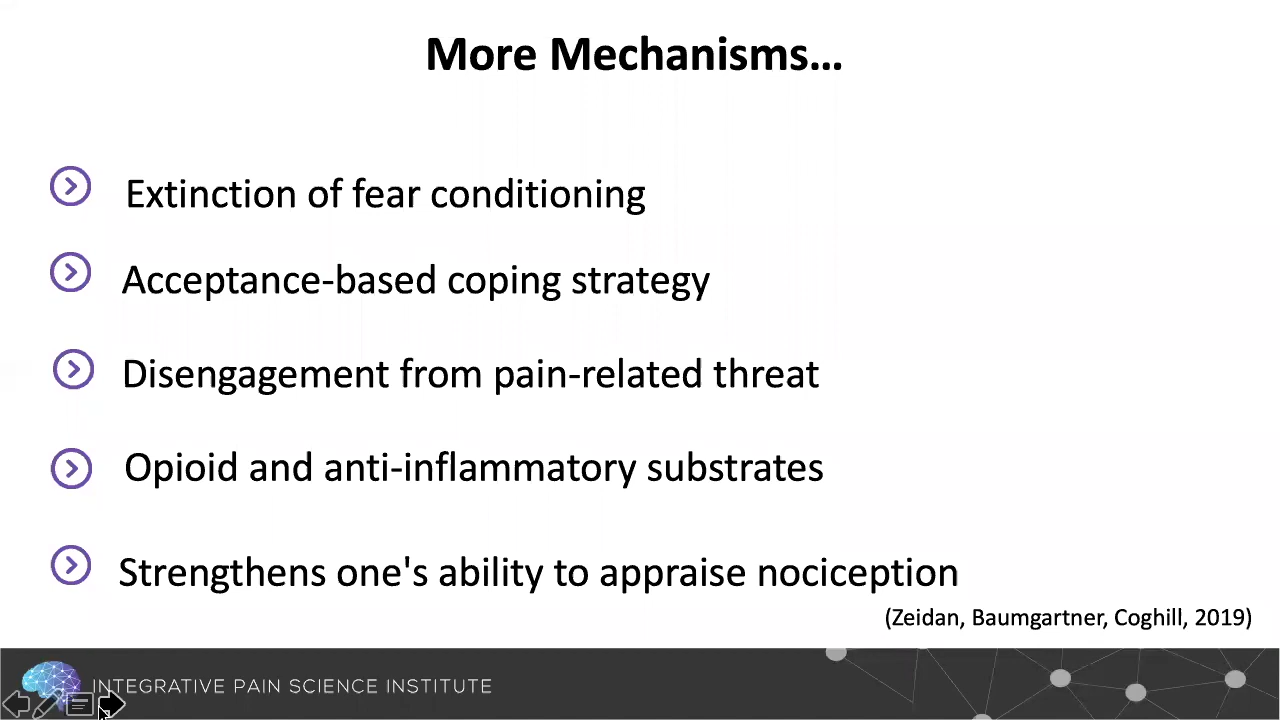 More Mechanisms…
Extinction of fear conditioning
Acceptance-based coping strategy
Disengagement from pain-related threat
Opioid and anti-inflammatory substrates
Strengthens one's ability to appraise nociception
(Zeidan, Baumgartner, Coghill, 2019)
INTEGRATIVE PAIN SCIENCE INSTITUTE